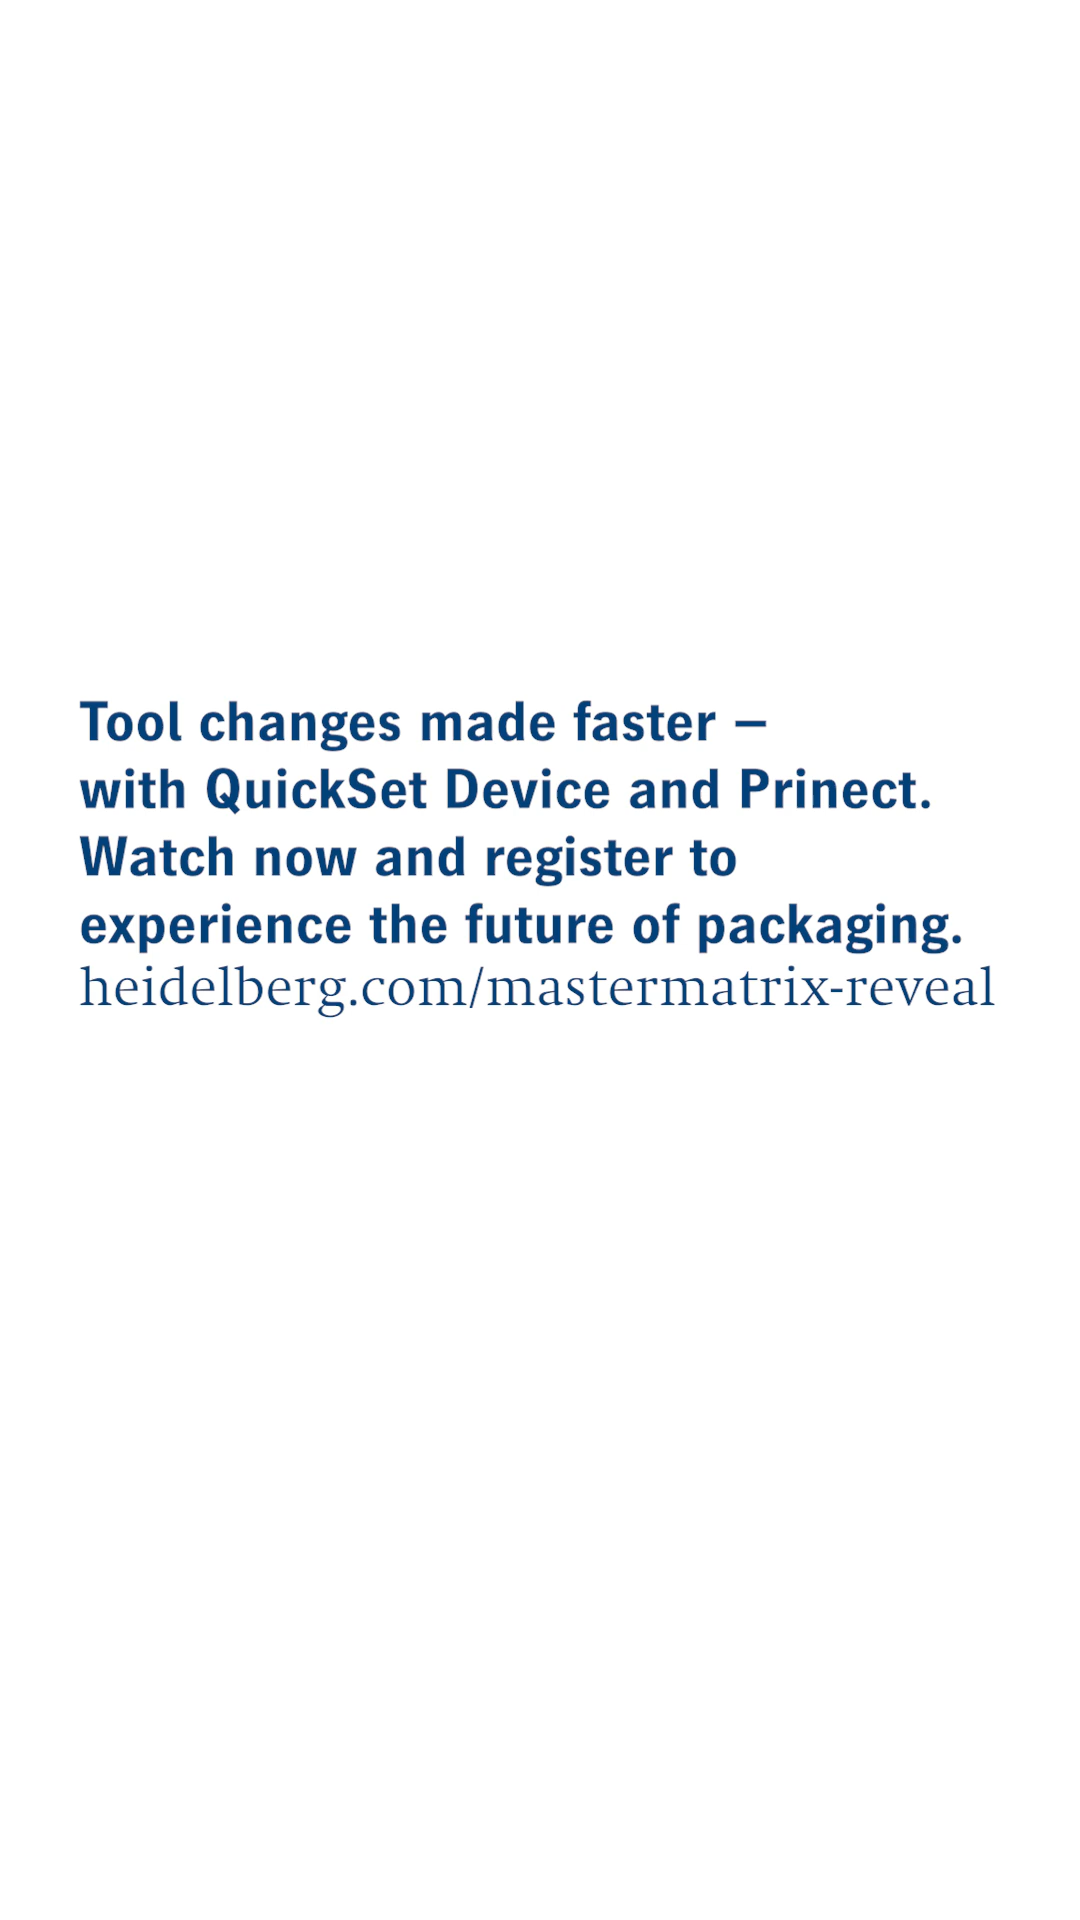 Tool changes made faster –
with QuickSet Device and Prinect.
Watch now and register to
experience the future of packaging.
heidelberg.com/mastermatrix-reveal